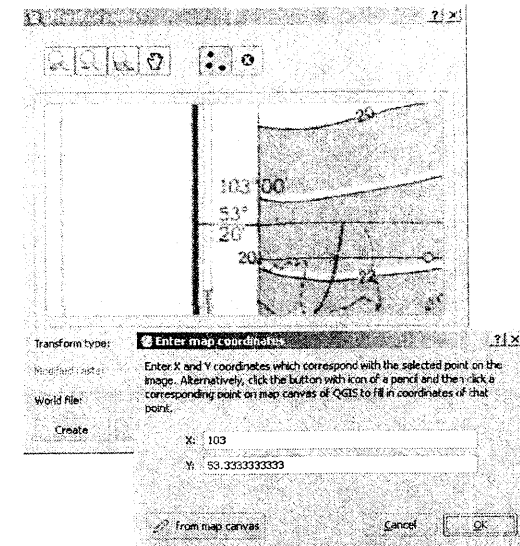 20
103°00'
53°
20'
20
22
Transform type:
World file:
Create
Enter map coordinates
Enter X and Y coordinates which correspond with the selected point on the
image. Alternatively, click the button with icon of a pencil and then click a
corresponding point on map canvas of QGIS to fill in coordinates of that
point.
X: 103
Y: 53.3333333333
from map canvas
Cancel
OK